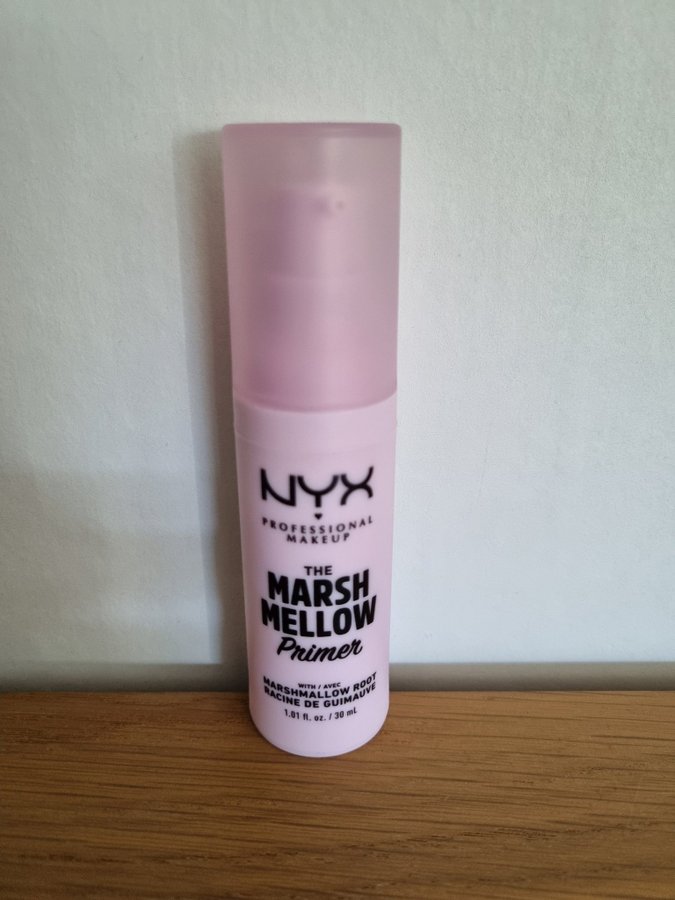 NYX
PROFESSIONAL
MAKEUP
THE
MARSH
MELLOW
Primer
WITH / AVEC
MARSHMALLOW ROOT
RACINE DE GUIMAUVE
1.01 fl. oz. / 30 mL